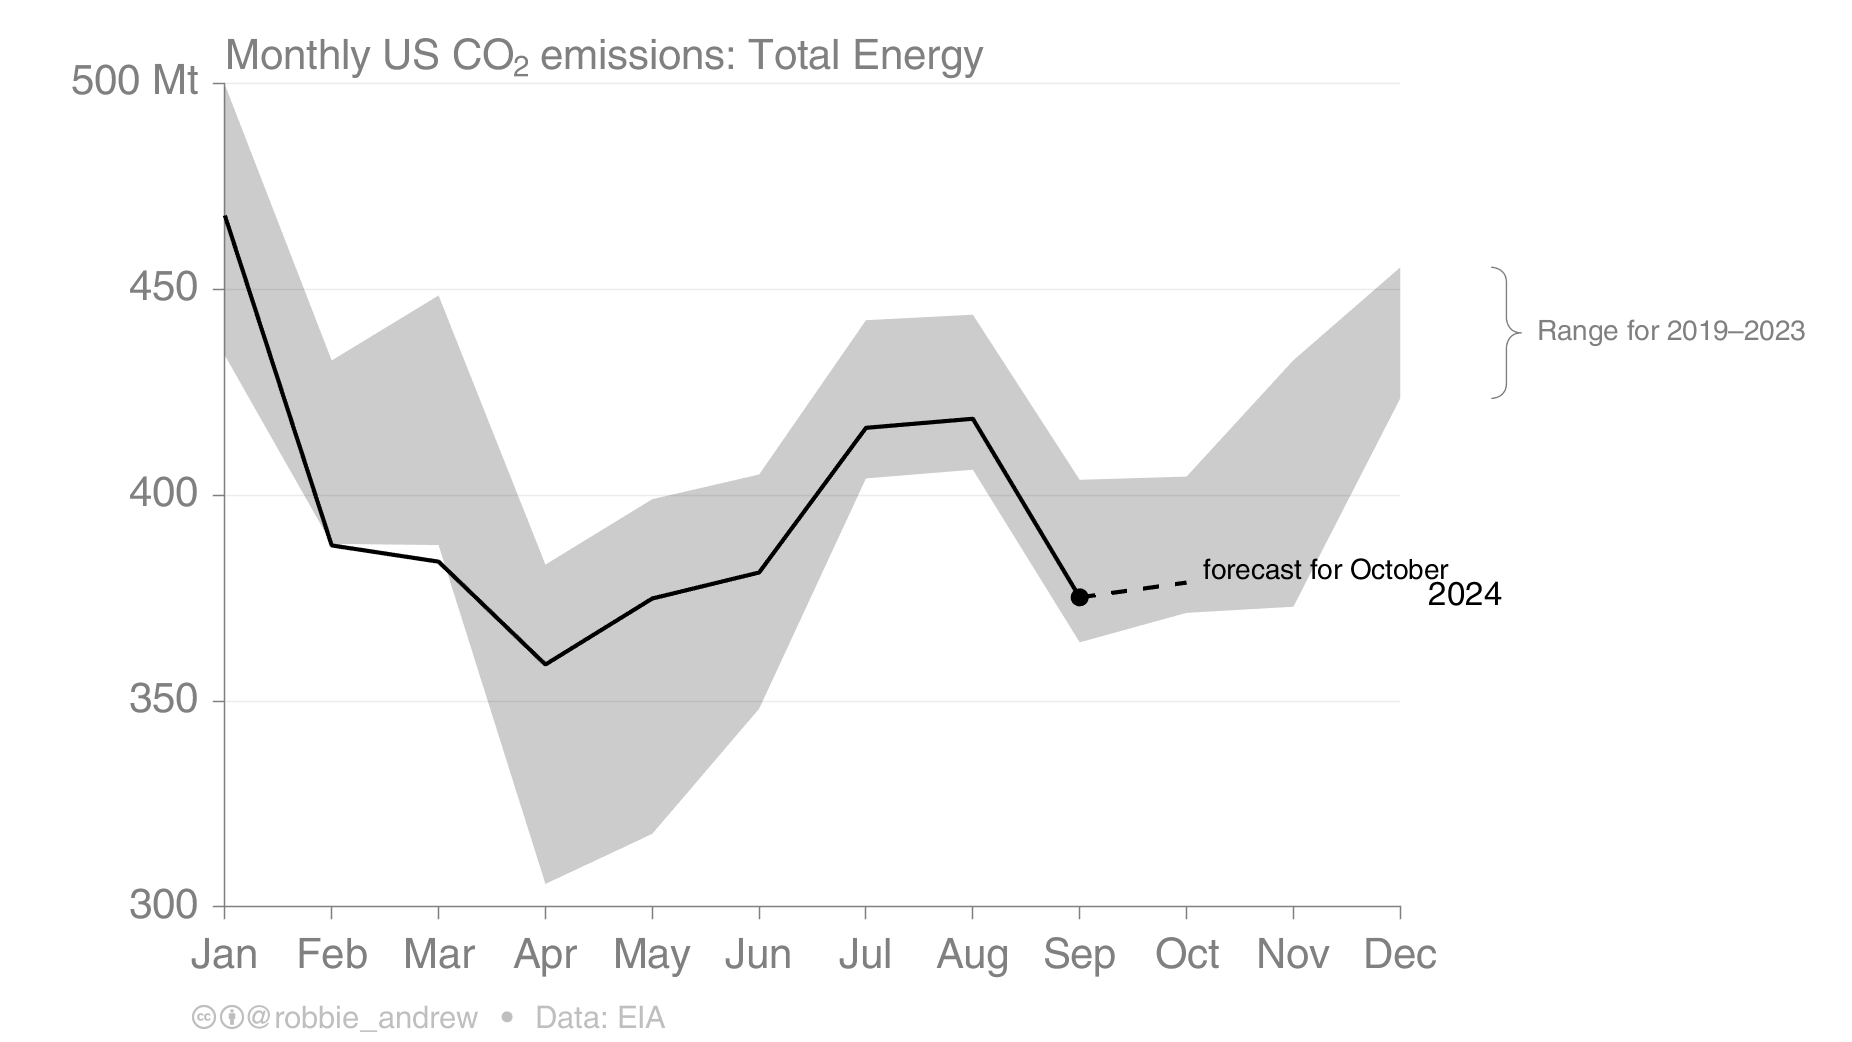 Monthly US CO₂ emissions: Total Energy
500 Mt
450
400
350
300
Range for 2019–2023
forecast for October
2024
Jan Feb Mar Apr May Jun Jul Aug Sep Oct Nov Dec
cc @robbie_andrew • Data: EIA